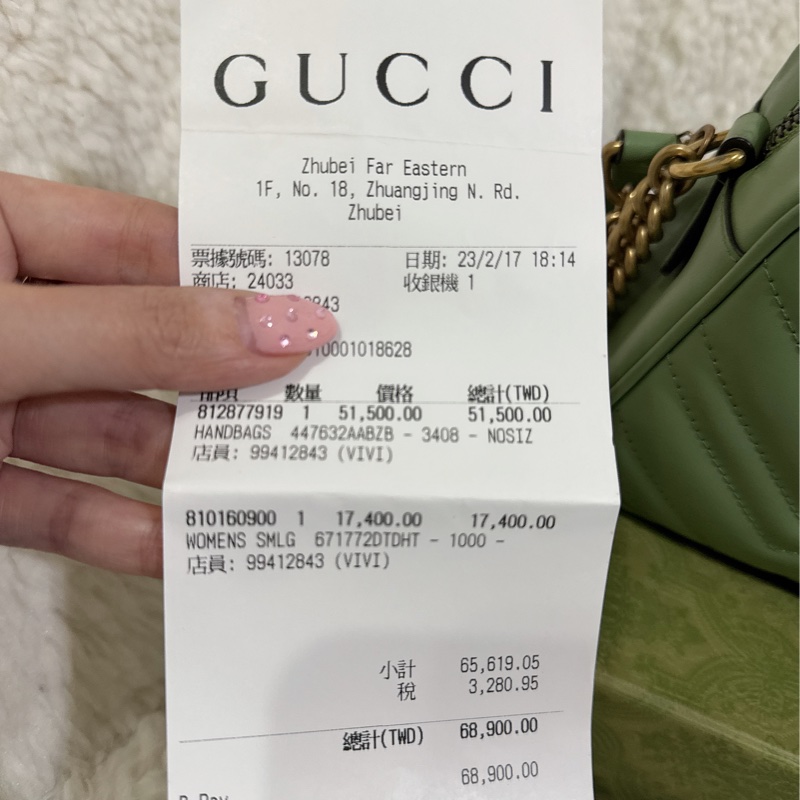 GUCCI
Zhubei Far Eastern
1F, No. 18, Zhuangjing N. Rd.
Zhubei
票據號碼: 13078 日期: 23/2/17 18:14
商店: 24033 收銀機 1
2843
10001018628
數量 價格 總計(TWD)
812877919 1 51,500.00 51,500.00
HANDBAGS 447632AABZB - 3408 - NOSIZ
店員: 99412843 (VIVI)
810160900 1 17,400.00 17,400.00
WOMENS SMLG 671772DTDHT - 1000 -
店員: 99412843 (VIVI)
小計 65,619.05
稅 3,280.95
總計(TWD) 68,900.00
68,900.00